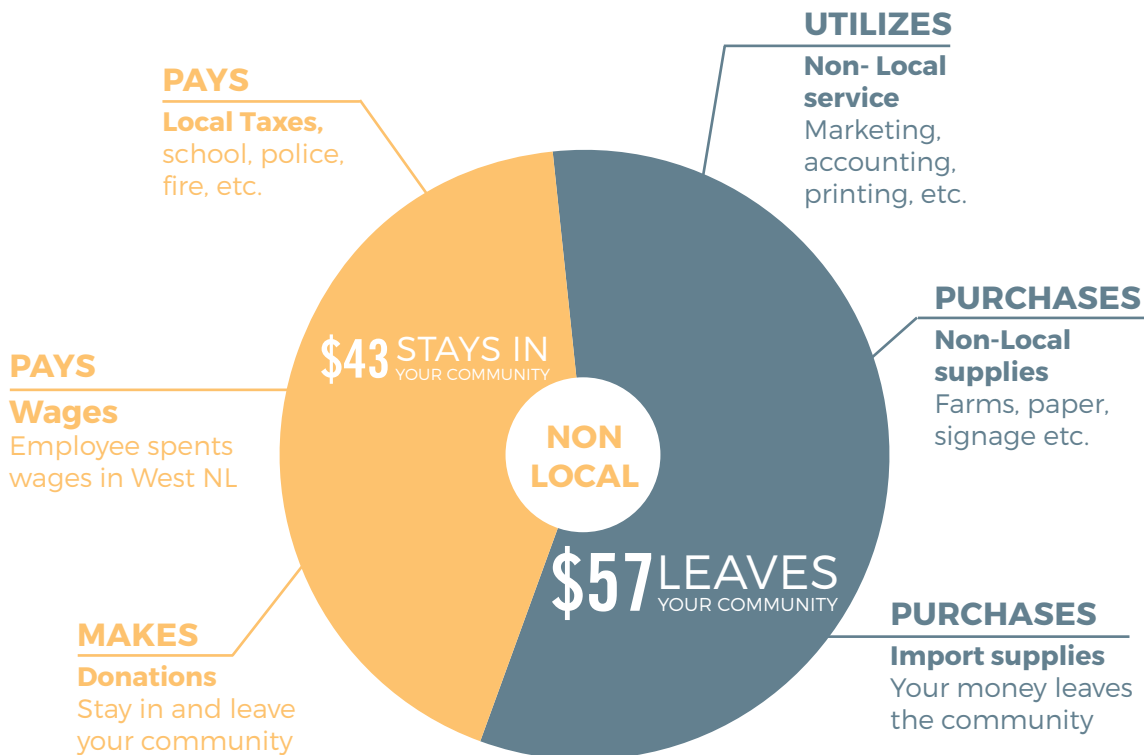 UTILIZES
Non- Local
service
Marketing,
accounting,
printing, etc.
PAYS
Local Taxes,
school, police,
fire, etc.
PURCHASES
Non-Local
supplies
Farms, paper,
signage etc.
$43 STAYS IN
YOUR COMMUNITY
PAYS
Wages
Employee spents
wages in West NL
NON
LOCAL
$57 LEAVES
YOUR COMMUNITY
MAKES
Donations
Stay in and leave
your community
PURCHASES
Import supplies
Your money leaves
the community